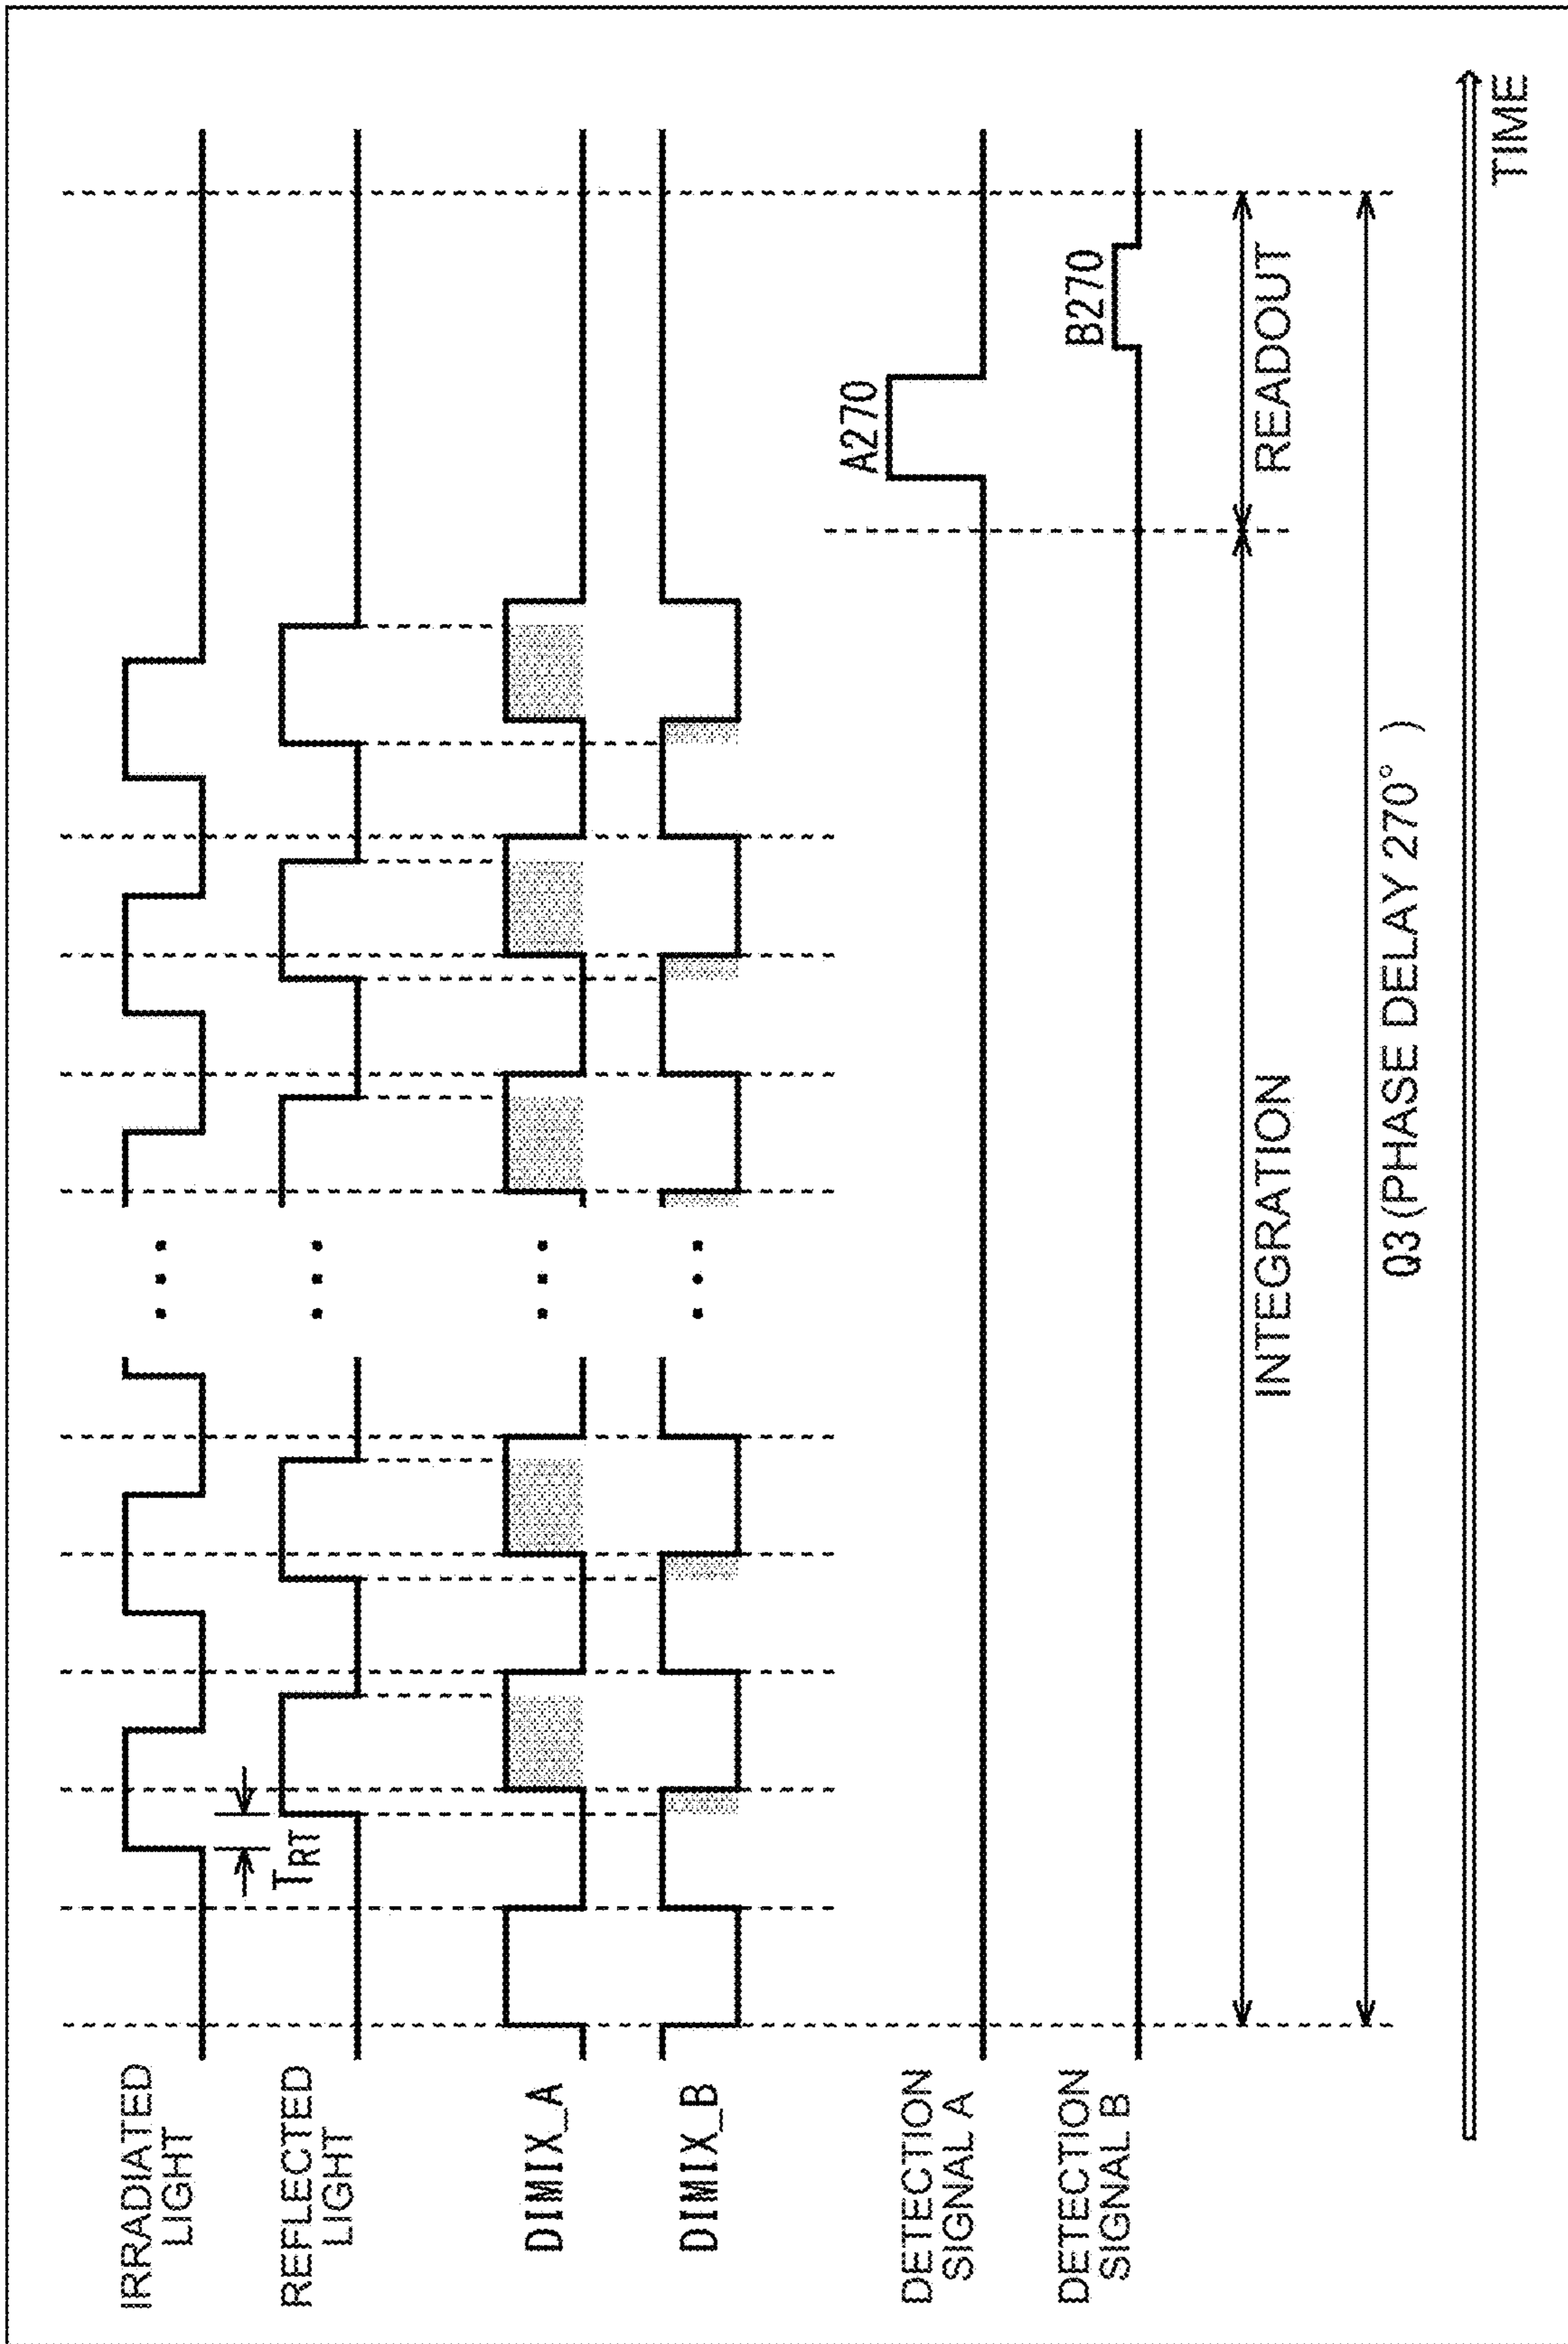 IRRADIATED
LIGHT
REFLECTED
LIGHT
TRT
DIMIX_A
DIMIX_B
DETECTION
SIGNAL A
A270
DETECTION
SIGNAL B
B270
INTEGRATION
READOUT
Q3 (PHASE DELAY 270° )
TIME